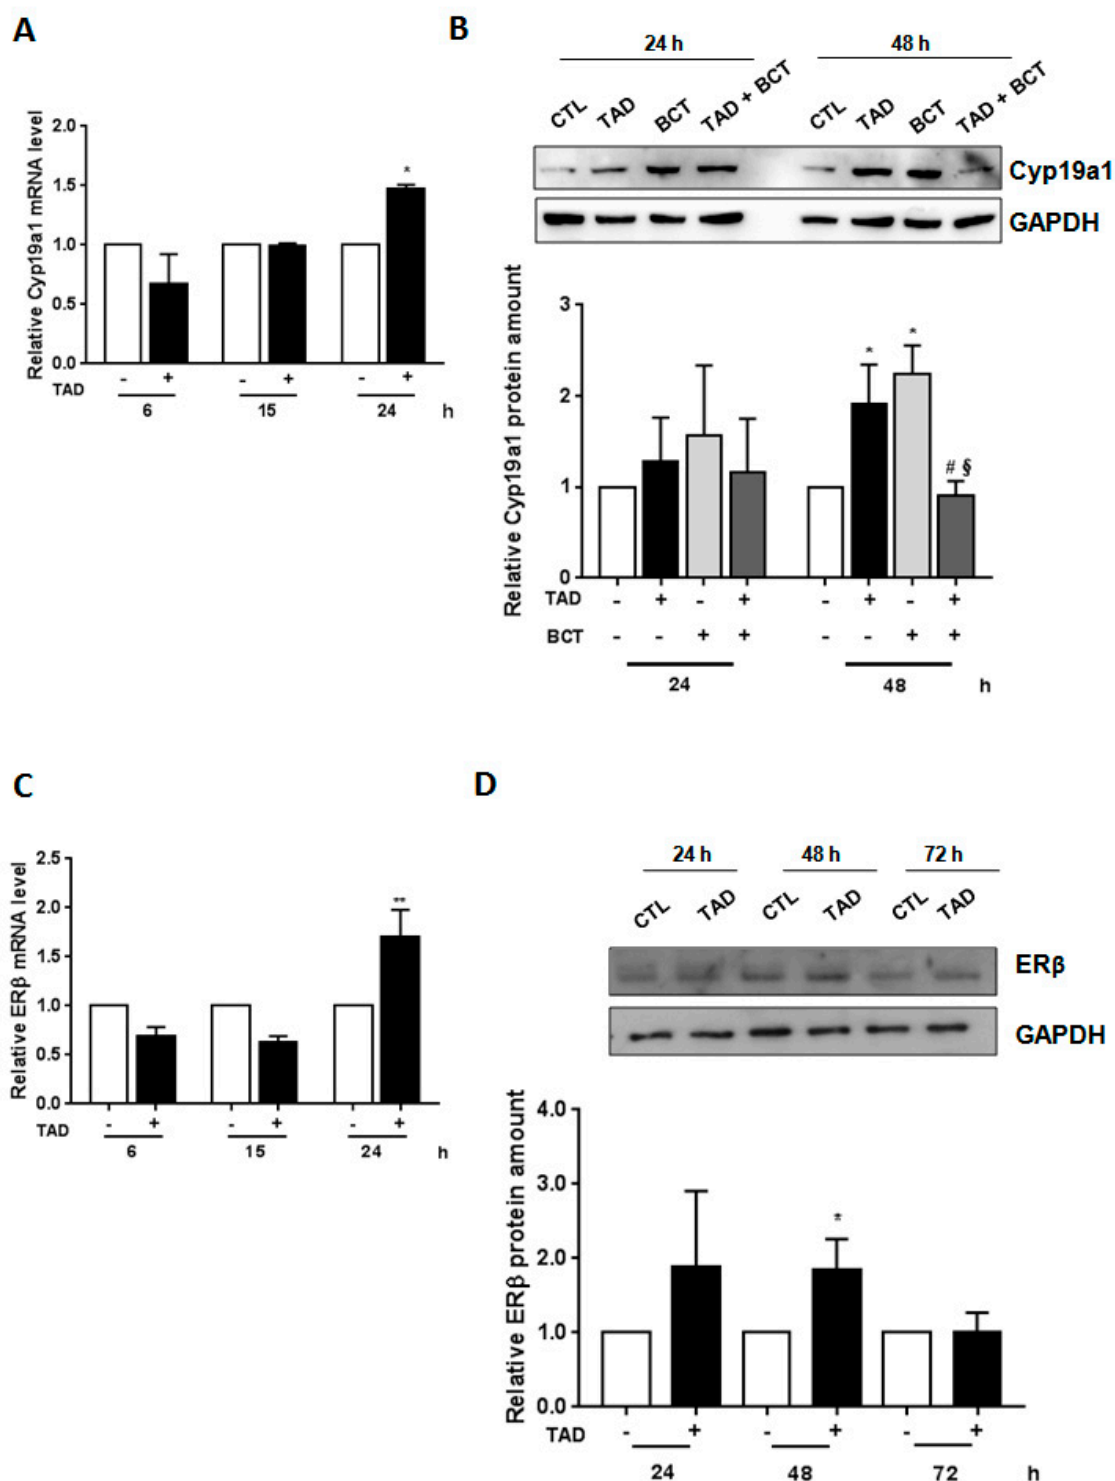 A
Relative Cyp19a1 mRNA level
2.0
1.5
1.0
0.5
0.0
*
TAD - + - + - +
6 15 24 h
B
24 h 48 h
CTL TAD BCT TAD + BCT CTL TAD BCT TAD + BCT
Cyp19a1
GAPDH
Relative Cyp19a1 protein amount
3
2
1
0
* *
# §
TAD - + - + - + - +
BCT - - + + - - + +
24 48 h
C
Relative ERβ mRNA level
2.5
2.0
1.5
1.0
0.5
0.0
**
TAD - + - + - +
6 15 24 h
D
24 h 48 h 72 h
CTL TAD CTL TAD CTL TAD
ERβ
GAPDH
Relative ERβ protein amount
4.0
3.0
2.0
1.0
0.0
*
TAD - + - + - +
24 48 72 h